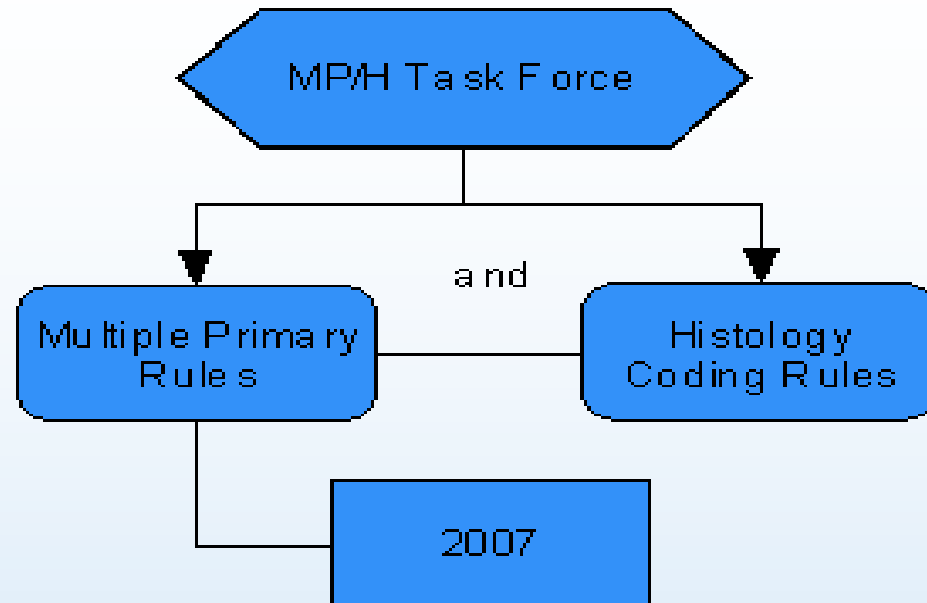 MP/H Task Force
and
Multiple Primary
Rules
Histology
Coding Rules
2007